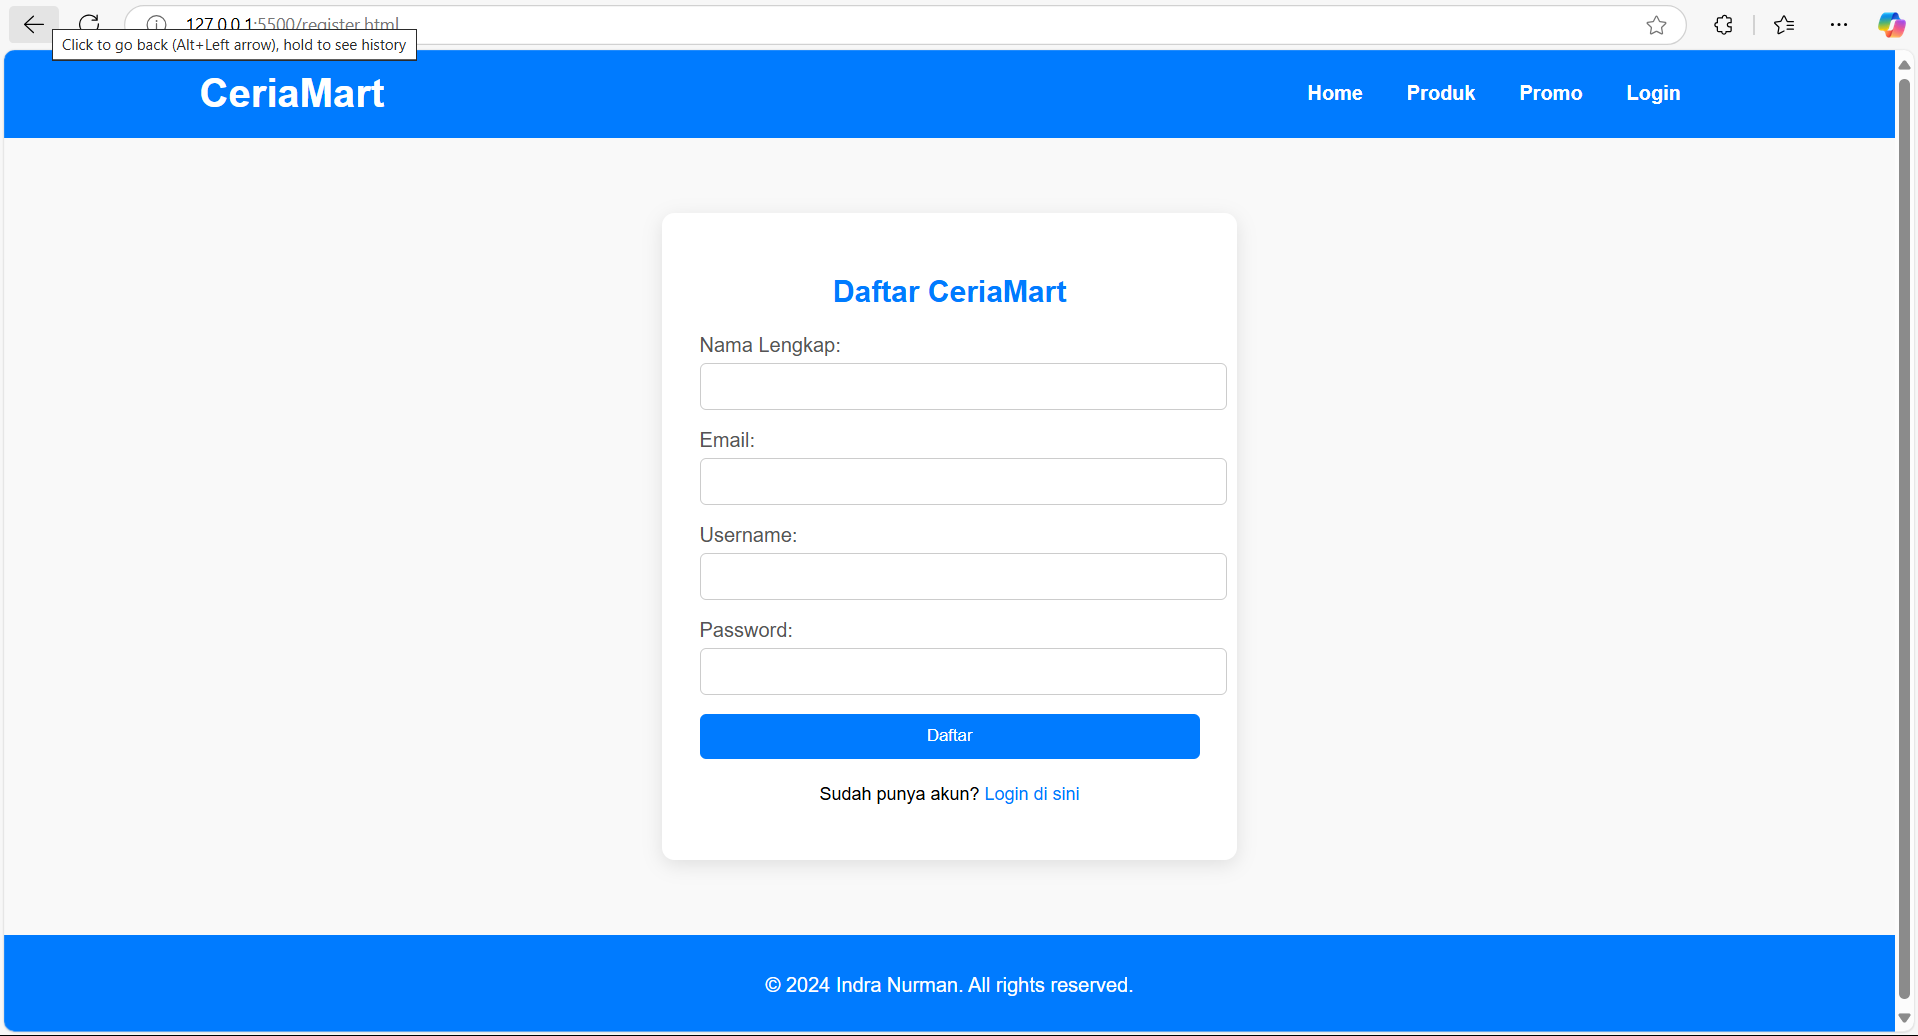 127.0.0.1:5500/register.html
Click to go back (Alt+Left arrow), hold to see history
CeriaMart
Home
Produk
Promo
Login
Daftar CeriaMart
Nama Lengkap:
Email:
Username:
Password:
Daftar
Sudah punya akun? Login di sini
© 2024 Indra Nurman. All rights reserved.